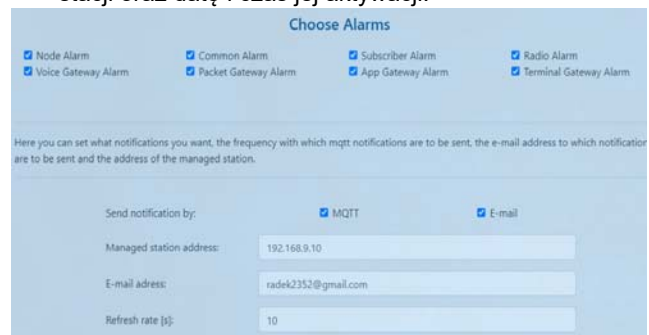 Choose Alarms
Node Alarm Common Alarm Subscriber Alarm Radio Alarm
Voice Gateway Alarm Packet Gateway Alarm App Gateway Alarm Terminal Gateway Alarm
Here you can set what notifications you want, the frequency with which mqtt notifications are to be sent, the e-mail address to which notification
are to be sent and the address of the managed station.
Send notification by: MQTT E-mail
Managed station address: 192.168.9.10
E-mail adress: radek2352@gmail.com
Refresh rate [s]: 10